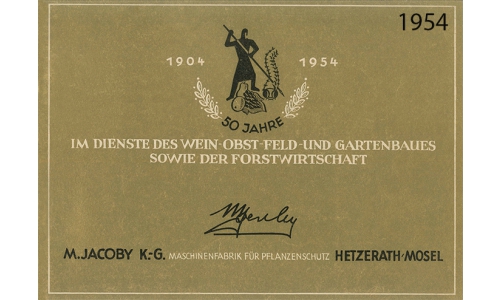 1954
1904 1954
50 JAHRE
IM DIENSTE DES WEIN-OBST-FELD-UND GARTENBAUES
SOWIE DER FORSTWIRTSCHAFT
M. JACOBY K.-G. MASCHINENFABRIK FÜR PFLANZENSCHUTZ HETZERATH/MOSEL